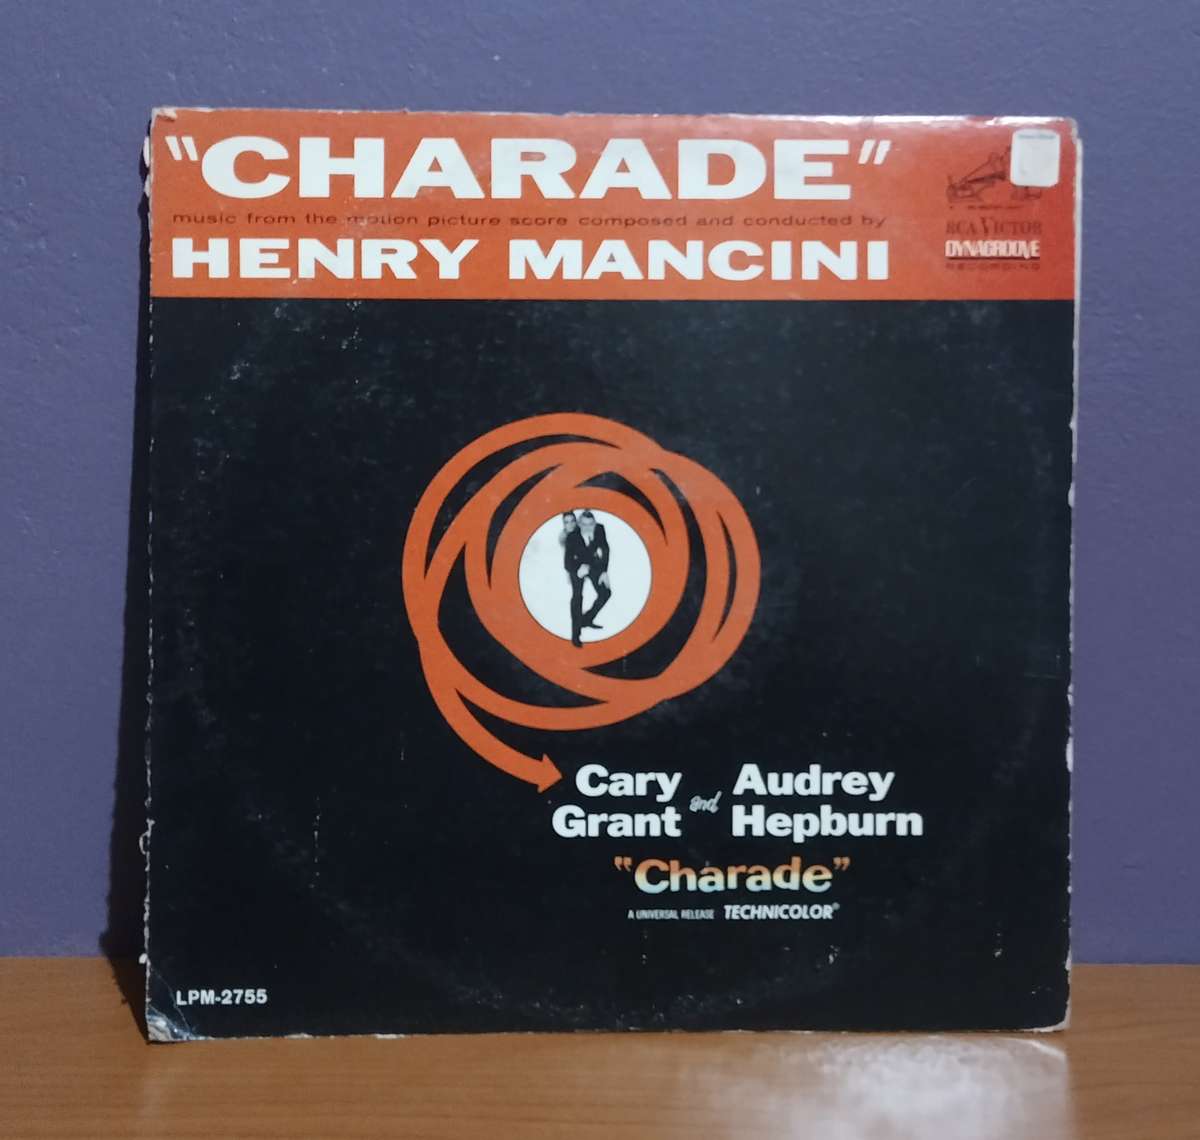 "CHARADE"
music from the motion picture score composed and conducted by
HENRY MANCINI
RCA VICTOR
DYNAGROOVE
RECORDING
Cary Grant and Audrey Hepburn
"Charade"
A UNIVERSAL RELEASE TECHNICOLOR®
LPM-2755